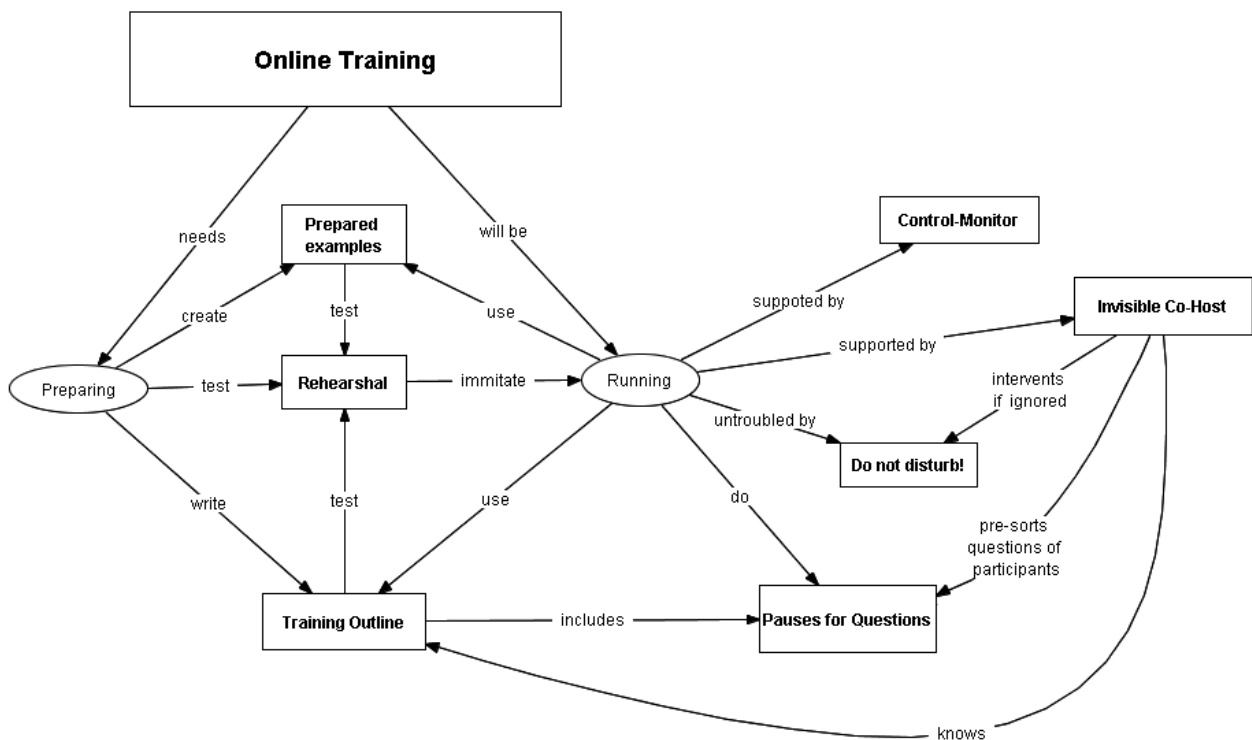 Online Training
needs
will be
Prepared
examples
Control-Monitor
create
test
use
suppoted by
Invisible Co-Host
supported by
Preparing
test
Rehearshal
immitate
Running
intervents
if ignored
untroubled by
Do not disturb!
write
test
use
do
pre-sorts
questions of
participants
Training Outline
includes
Pauses for Questions
knows